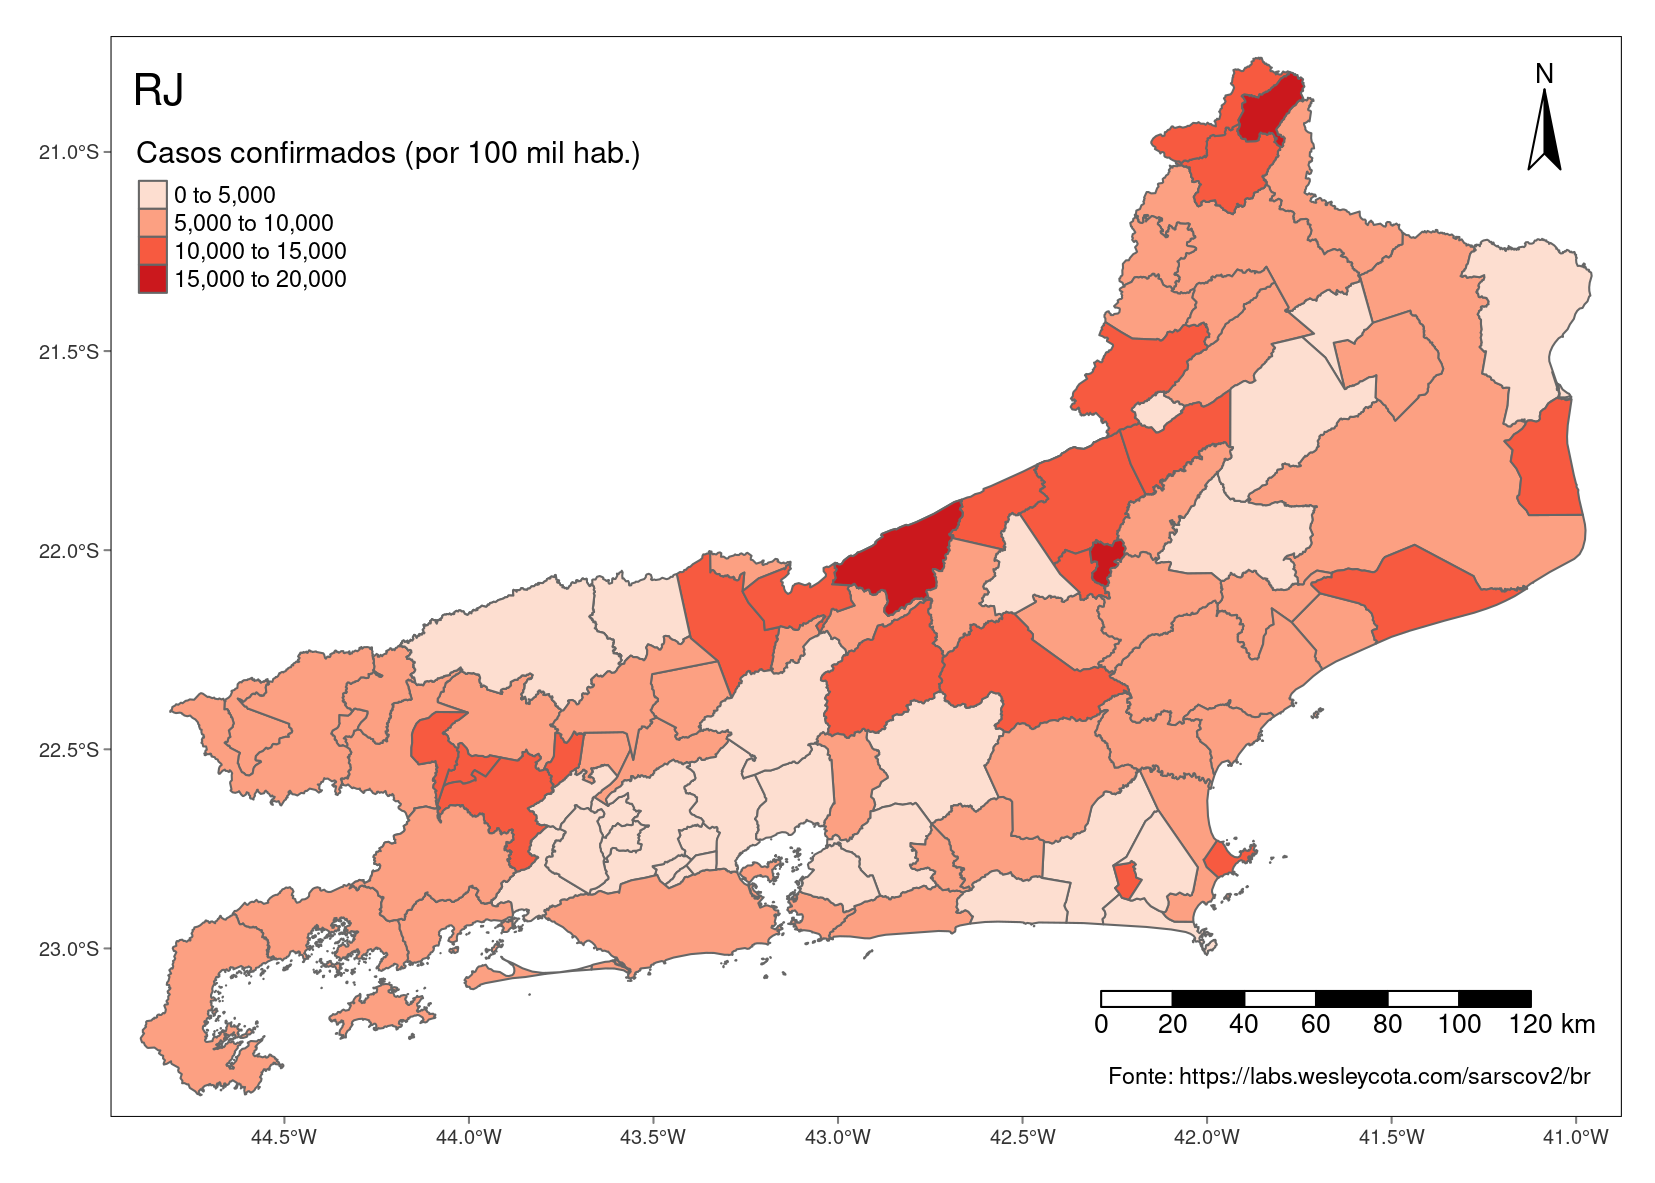 RJ
Casos confirmados (por 100 mil hab.)
0 to 5,000
5,000 to 10,000
10,000 to 15,000
15,000 to 20,000
N
21.0°S
21.5°S
22.0°S
22.5°S
23.0°S
0 20 40 60 80 100 120 km
Fonte: https://labs.wesleycota.com/sarscov2/br
44.5°W 44.0°W 43.5°W 43.0°W 42.5°W 42.0°W 41.5°W 41.0°W